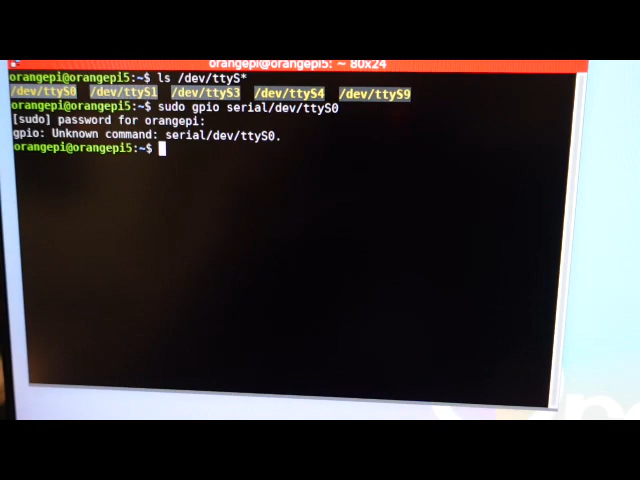 orangepi@orangepi5: ~ 80x24
orangepi@orangepi5:~$ ls /dev/ttyS*
/dev/ttyS0 /dev/ttyS1 /dev/ttyS3 /dev/ttyS4 /dev/ttyS9
orangepi@orangepi5:~$ sudo gpio serial/dev/ttyS0
[sudo] password for orangepi:
gpio: Unknown command: serial/dev/ttyS0.
orangepi@orangepi5:~$